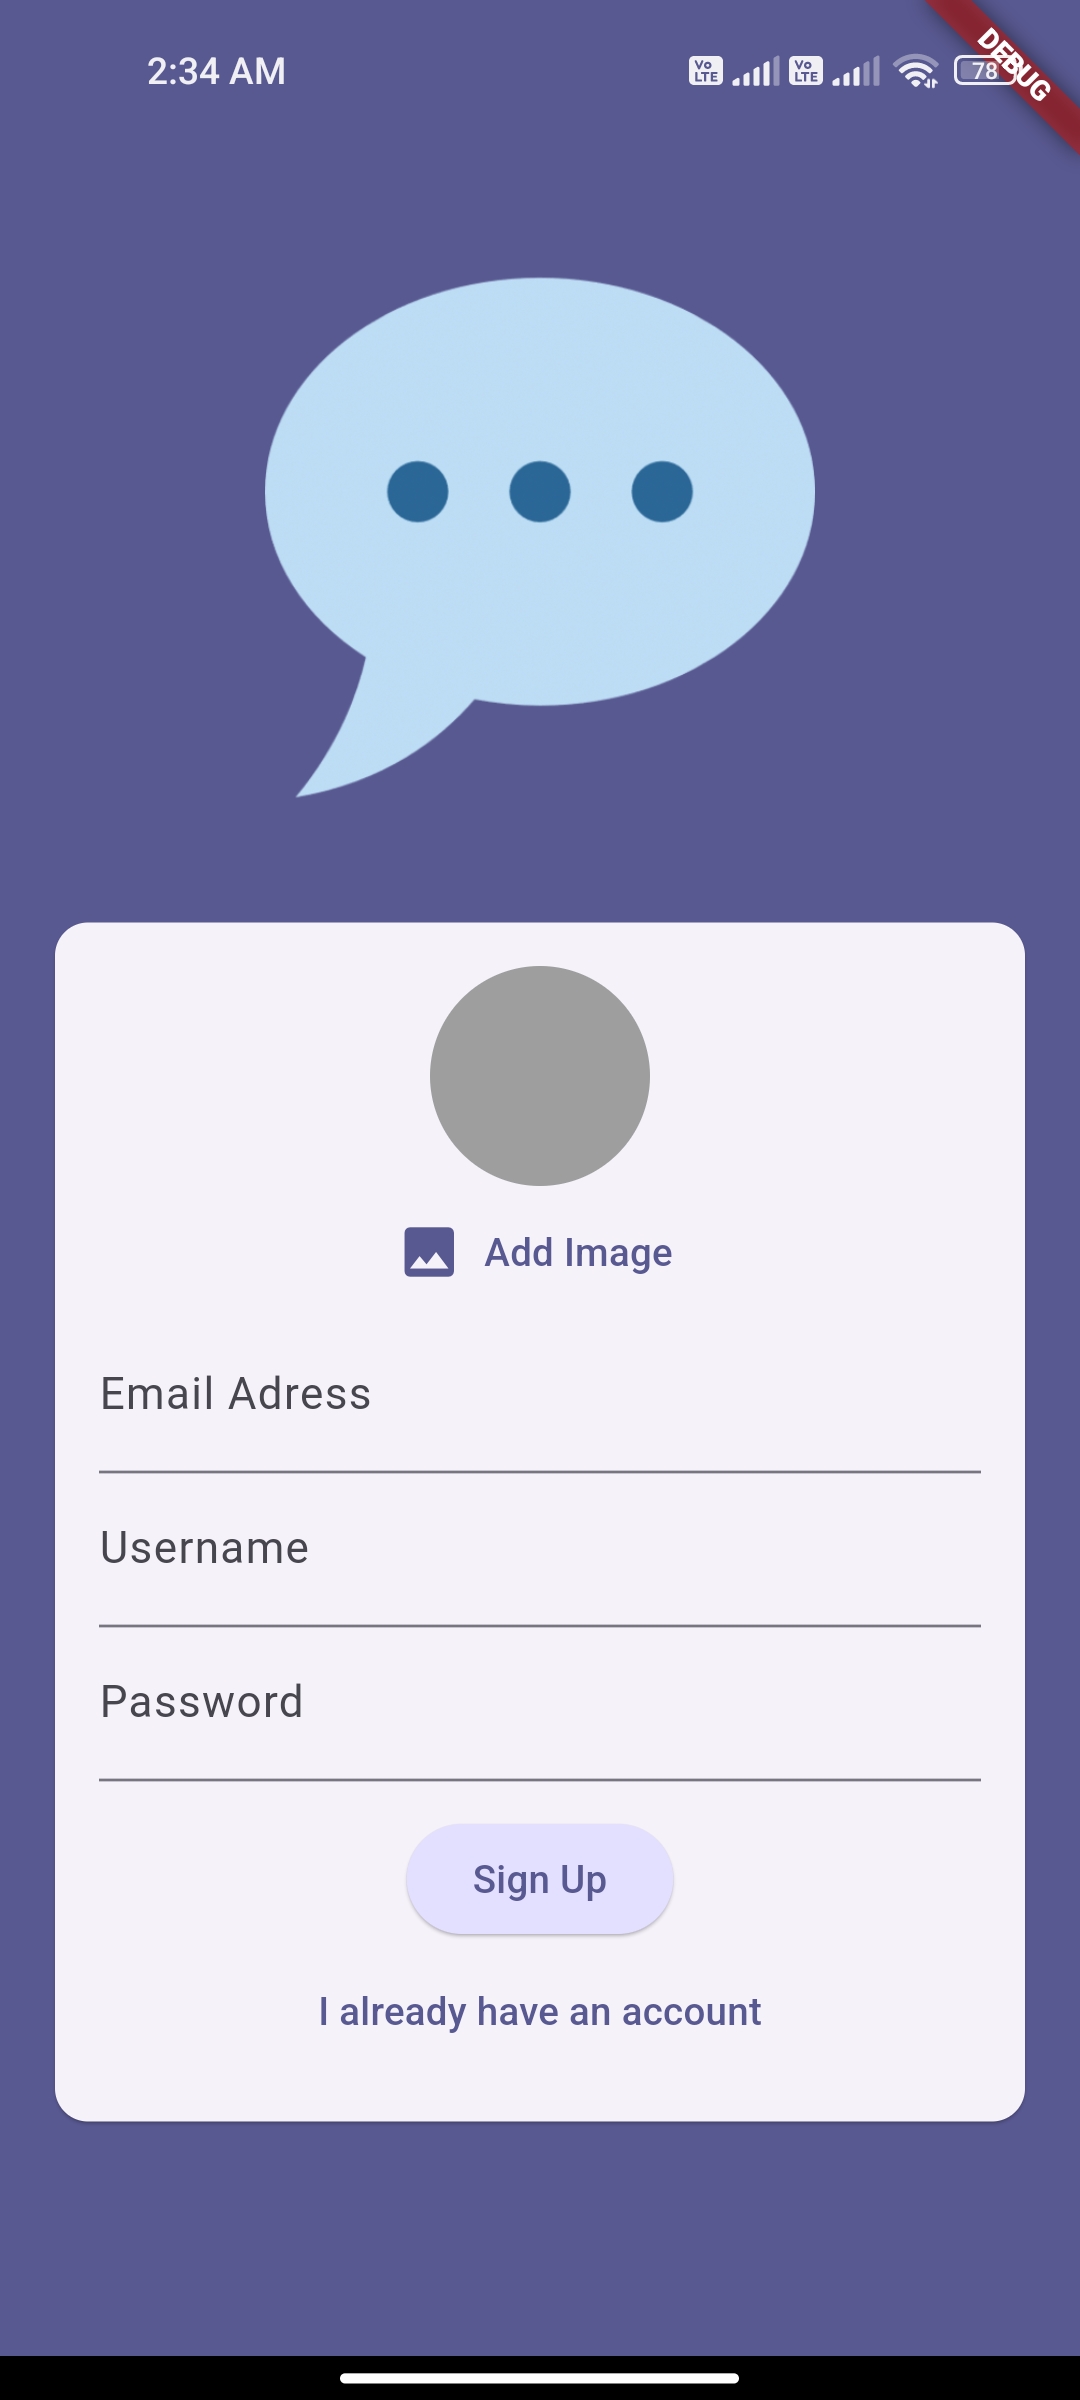 2:34 AM
Vo LTE
Vo LTE
78
DEBUG
Add Image
Email Adress
Username
Password
Sign Up
I already have an account